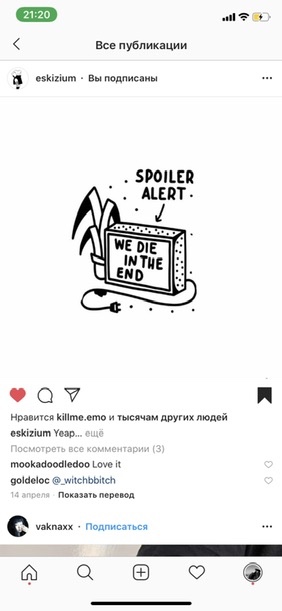 21:20
Все публикации
eskizium · Вы подписаны
SPOILER
ALERT
WE DIE
IN THE
END
Нравится killme.emo и тысячам других людей
eskizium Yeap... ещё
Посмотреть все комментарии (3)
mookadoodledoo Love it
goldeloc @_witchbbitch
14 апреля · Показать перевод
vaknaxx · Подписаться